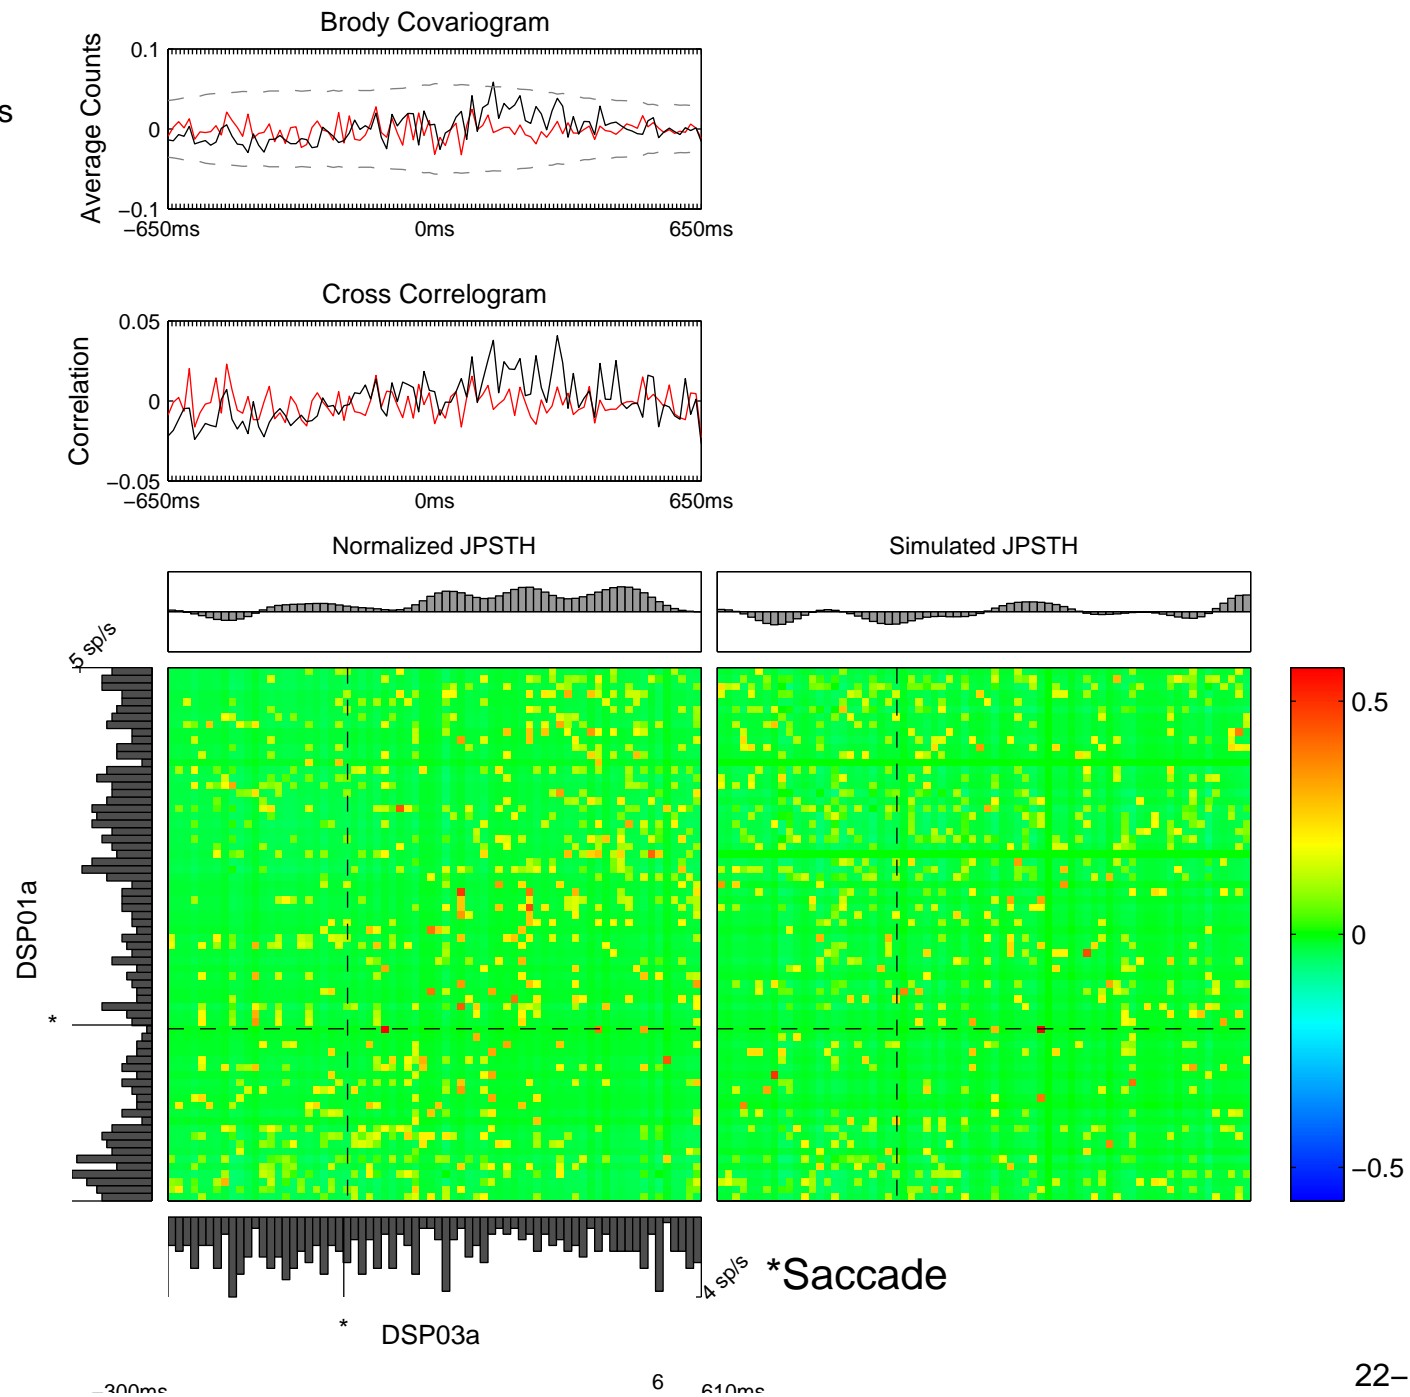 Brody Covariogram
s
Average Counts
0.1
0
−0.1
−650ms
0ms
650ms
Cross Correlogram
Correlation
0.05
0
−0.05
−650ms
0ms
650ms
Normalized JPSTH
Simulated JPSTH
5 sp/s
DSP01a
*
0.5
0
−0.5
4 sp/s
*Saccade
*
DSP03a
−300ms
6
610ms
22−